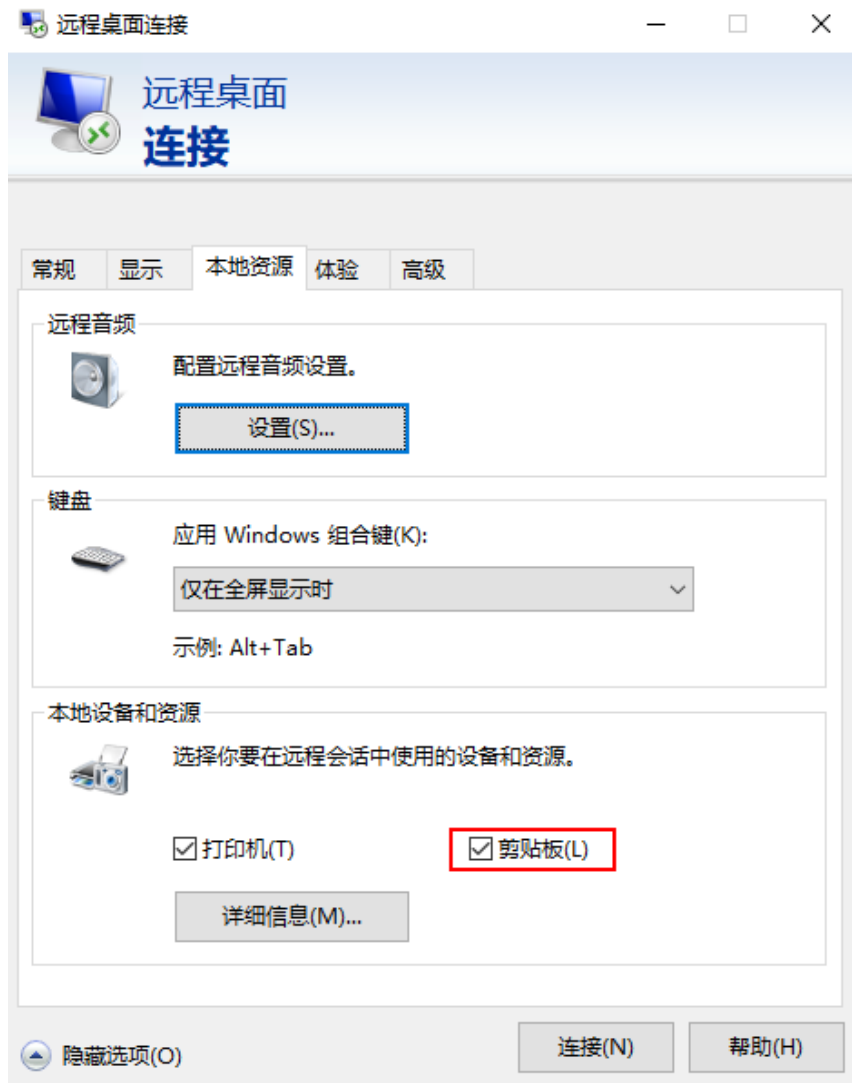 远程桌面连接
远程桌面
连接
常规 显示 本地资源 体验 高级
远程音频
配置远程音频设置。
设置(S)...
键盘
应用 Windows 组合键(K):
仅在全屏显示时
示例: Alt+Tab
本地设备和资源
选择你要在远程会话中使用的设备和资源。
打印机(T) 剪贴板(L)
详细信息(M)...
隐藏选项(O) 连接(N) 帮助(H)